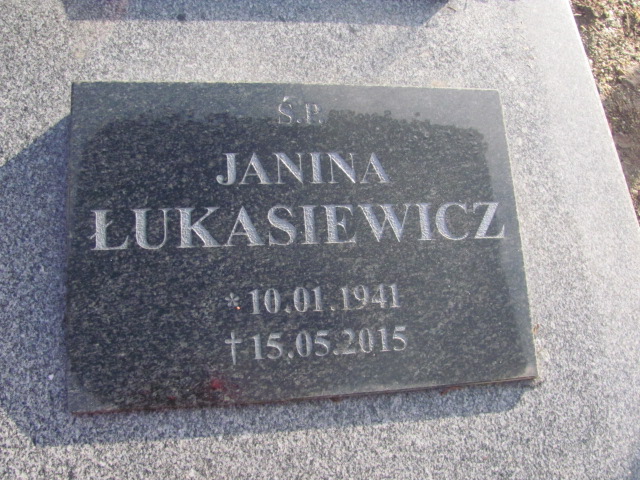 Ś.P.
JANINA
ŁUKASIEWICZ
* 10.01.1941
† 15.05.2015